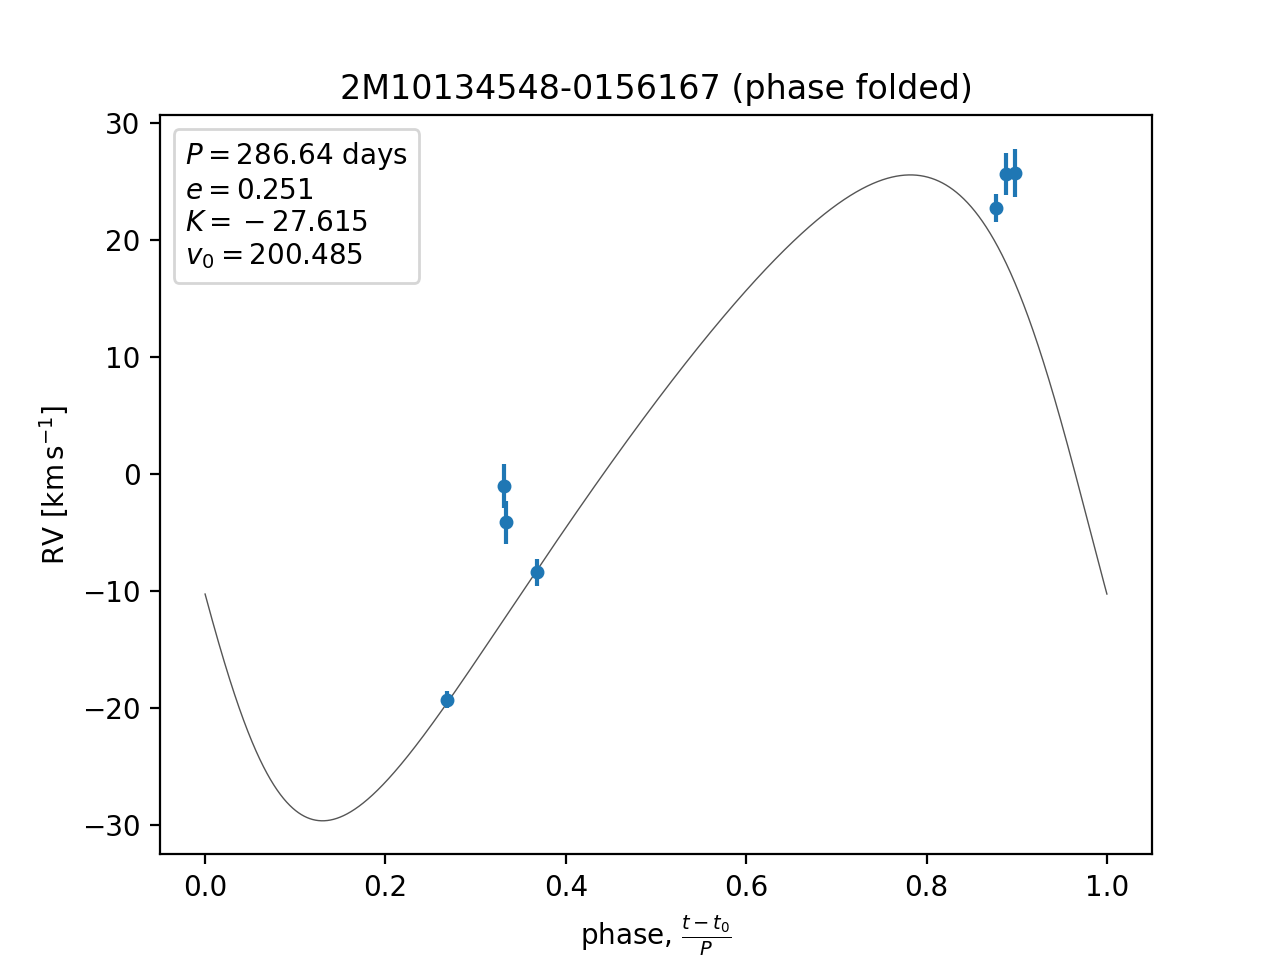 2M10134548-0156167 (phase folded)
P = 286.64 days
e = 0.251
K = − 27.615
v₀ = 200.485
30
20
10
0
−10
−20
−30
RV [km s⁻¹]
0.0 0.2 0.4 0.6 0.8 1.0
phase, (t − t₀)/P